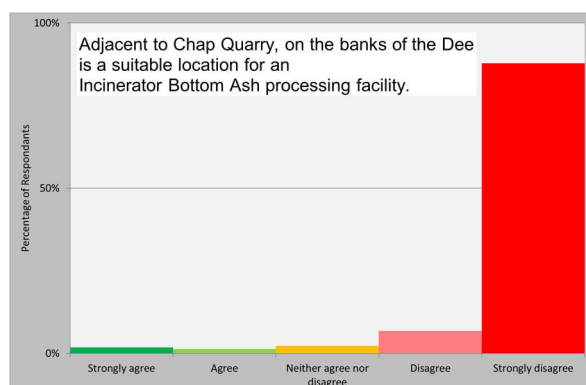 100%
Adjacent to Chap Quarry, on the banks of the Dee
is a suitable location for an
Incinerator Bottom Ash processing facility.
Percentage of Respondants
50%
0%
Strongly agree
Agree
Neither agree nor
disagree
Disagree
Strongly disagree